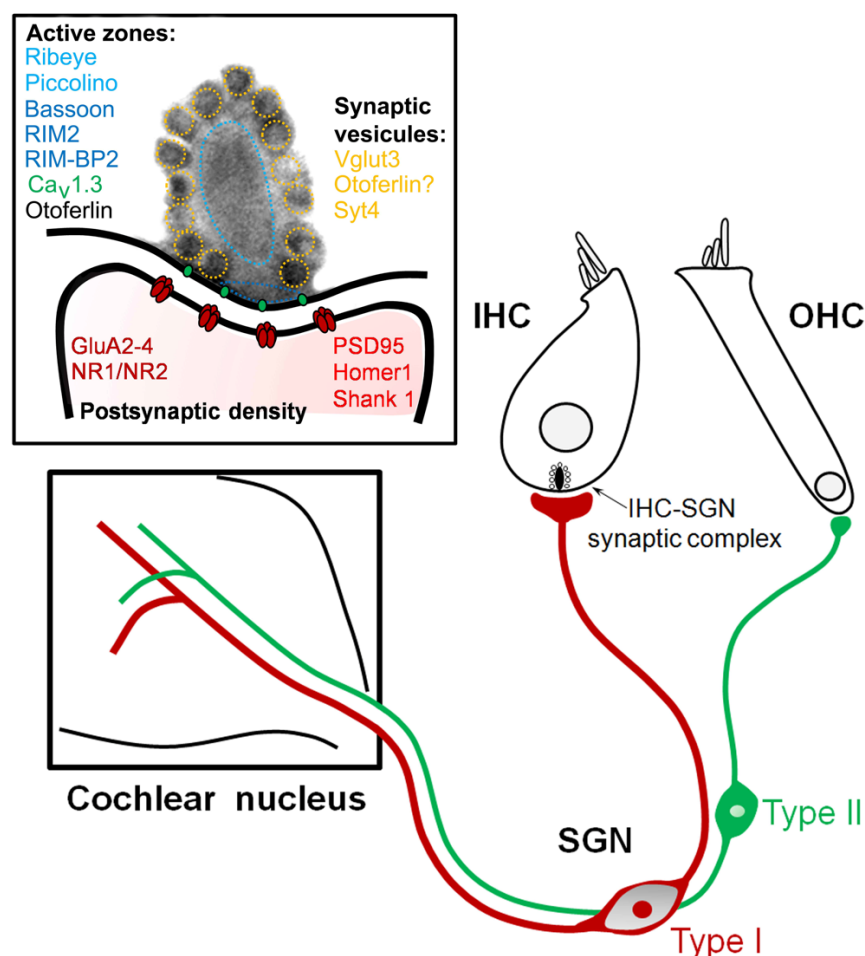 Active zones:
Ribeye
Piccolino
Bassoon
RIM2
RIM-BP2
Cav1.3
Otoferlin
Synaptic
vesicules:
Vglut3
Otoferlin?
Syt4
GluA2-4
NR1/NR2
PSD95
Homer1
Shank 1
Postsynaptic density
IHC
OHC
IHC-SGN
synaptic complex
Cochlear nucleus
SGN
Type II
Type I